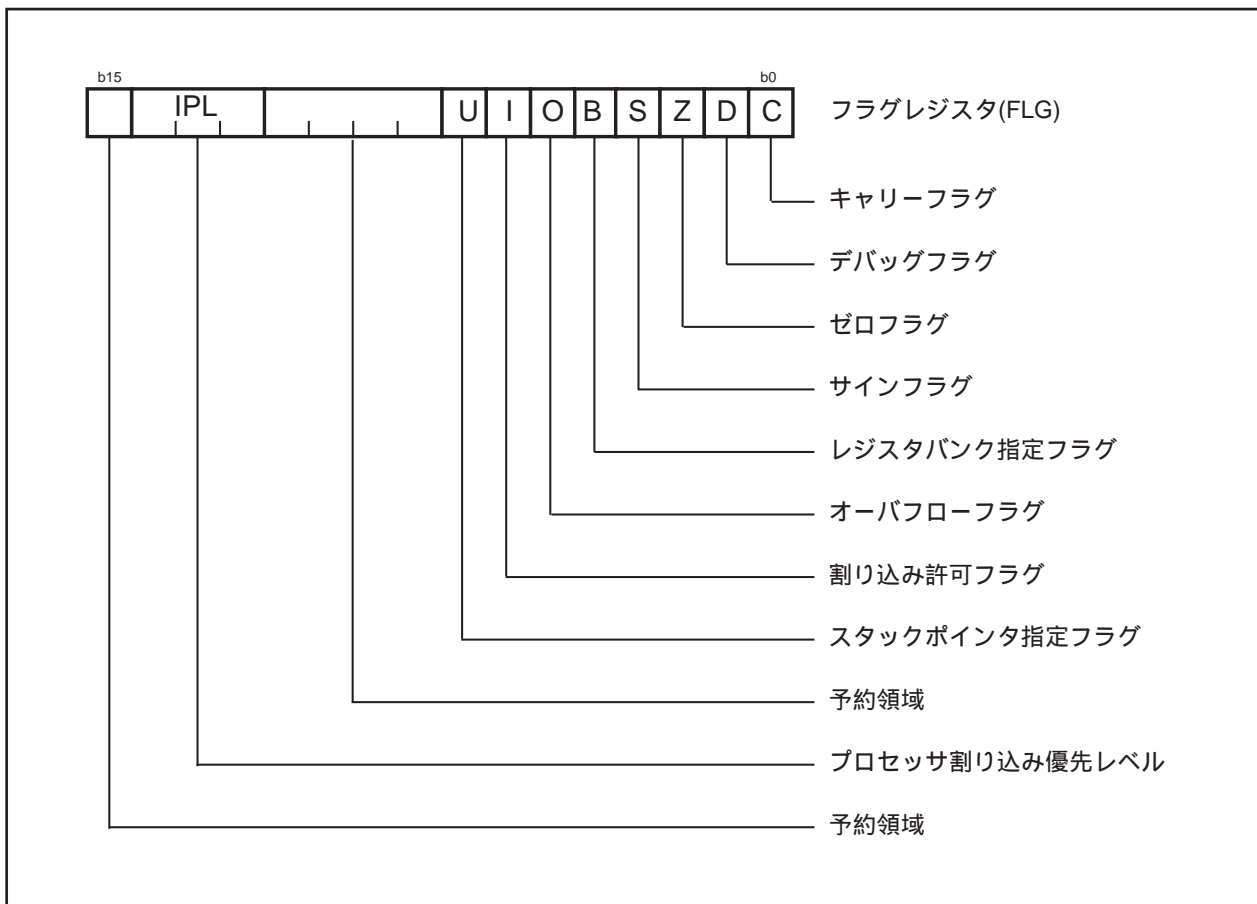 b15 b0
IPL U I O B S Z D C フラグレジスタ(FLG)
キャリーフラグ
デバッグフラグ
ゼロフラグ
サインフラグ
レジスタバンク指定フラグ
オーバフローフラグ
割り込み許可フラグ
スタックポインタ指定フラグ
予約領域
プロセッサ割り込み優先レベル
予約領域